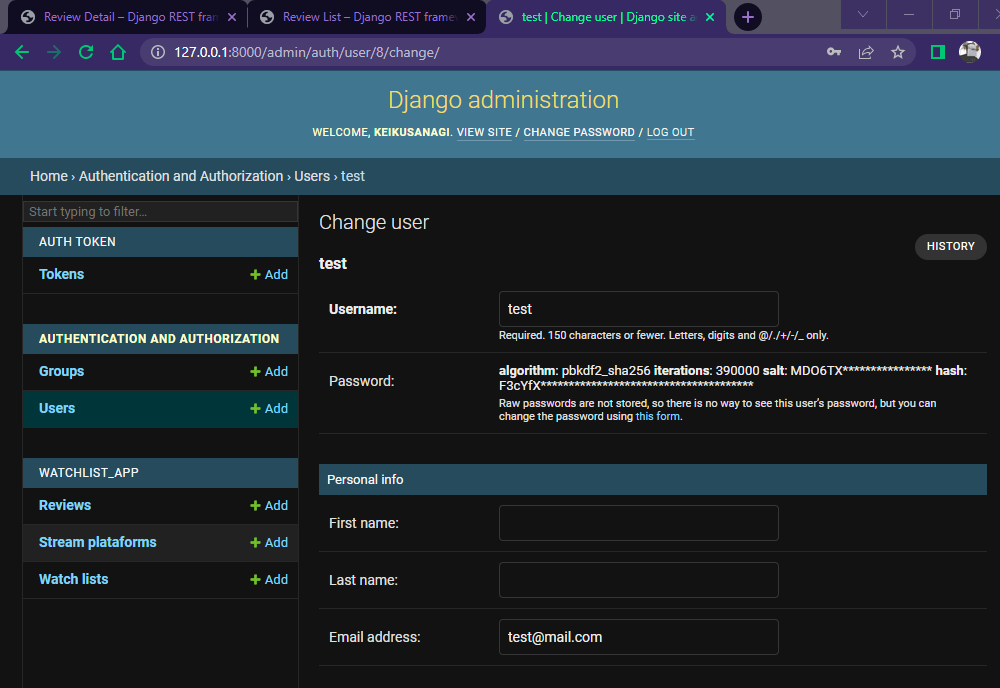 Review Detail – Django REST fram
Review List – Django REST frame
test | Change user | Django site a
127.0.0.1:8000/admin/auth/user/8/change/
Django administration
WELCOME, KEIKUSANAGI. VIEW SITE / CHANGE PASSWORD / LOG OUT
Home › Authentication and Authorization › Users › test
Start typing to filter...
AUTH TOKEN
Tokens + Add
AUTHENTICATION AND AUTHORIZATION
Groups + Add
Users + Add
WATCHLIST_APP
Reviews + Add
Stream plataforms + Add
Watch lists + Add
Change user
HISTORY
test
Username: test
Required. 150 characters or fewer. Letters, digits and @/./+/-/_ only.
Password: algorithm: pbkdf2_sha256 iterations: 390000 salt: MDO6TX**************** hash:
F3cYfX**************************************
Raw passwords are not stored, so there is no way to see this user's password, but you can
change the password using this form.
Personal info
First name:
Last name:
Email address: test@mail.com